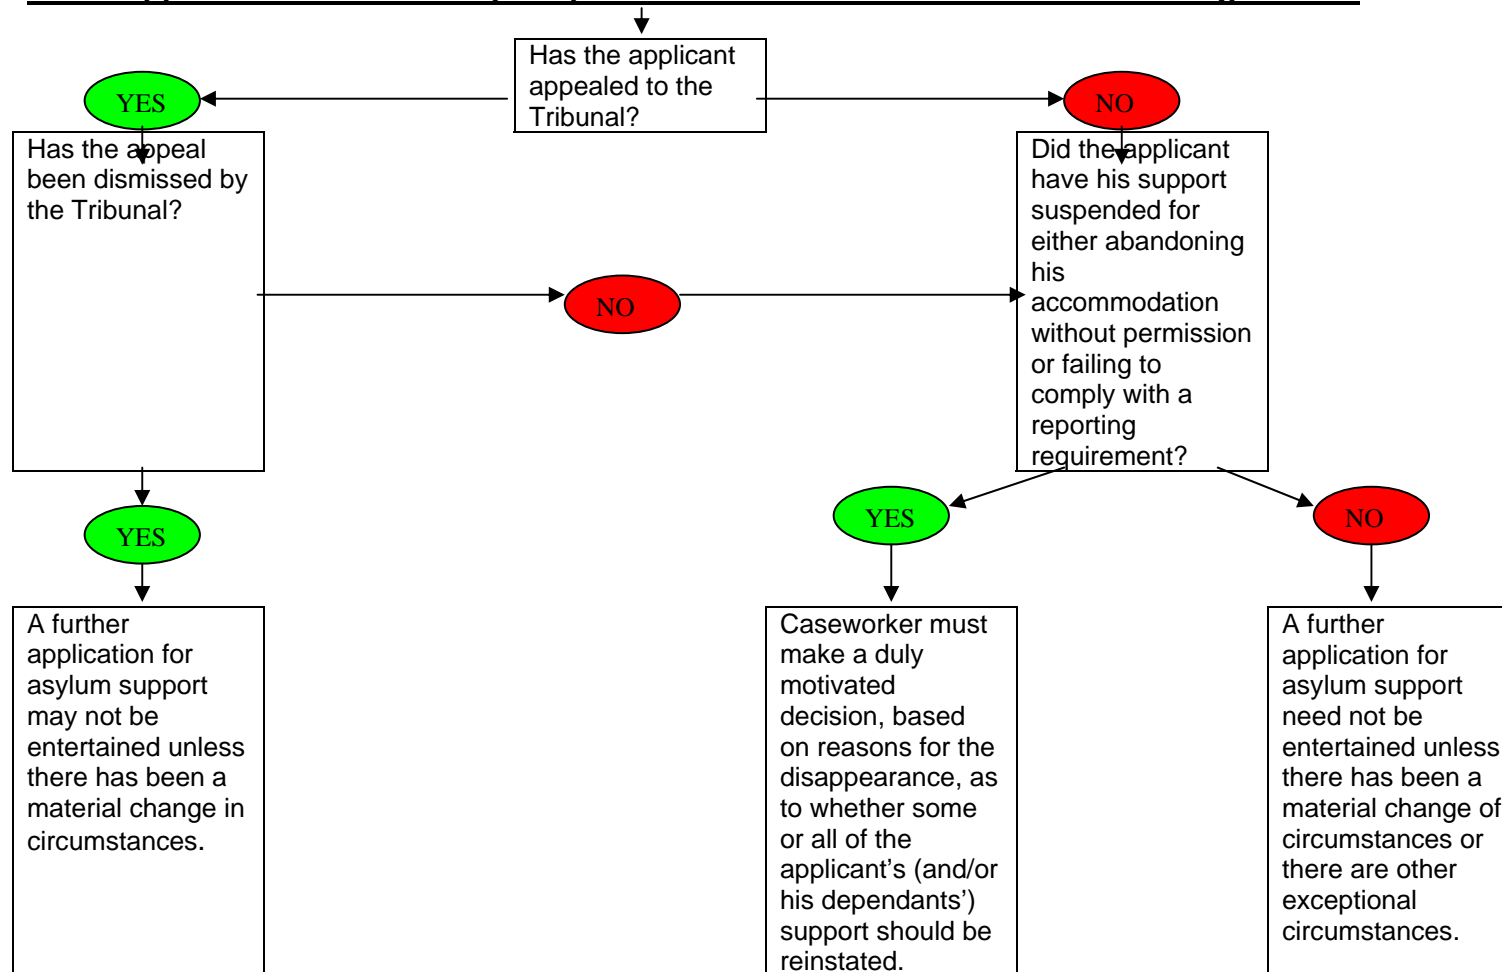 Has the applicant
appealed to the
Tribunal?
YES
NO
Has the appeal
been dismissed by
the Tribunal?
Did the applicant
have his support
suspended for
either abandoning
his
accommodation
without permission
or failing to
comply with a
reporting
requirement?
NO
YES
YES
NO
A further
application for
asylum support
may not be
entertained unless
there has been a
material change in
circumstances.
Caseworker must
make a duly
motivated
decision, based
on reasons for the
disappearance, as
to whether some
or all of the
applicant's (and/or
his dependants')
support should be
reinstated.
A further
application for
asylum support
need not be
entertained unless
there has been a
material change of
circumstances or
there are other
exceptional
circumstances.